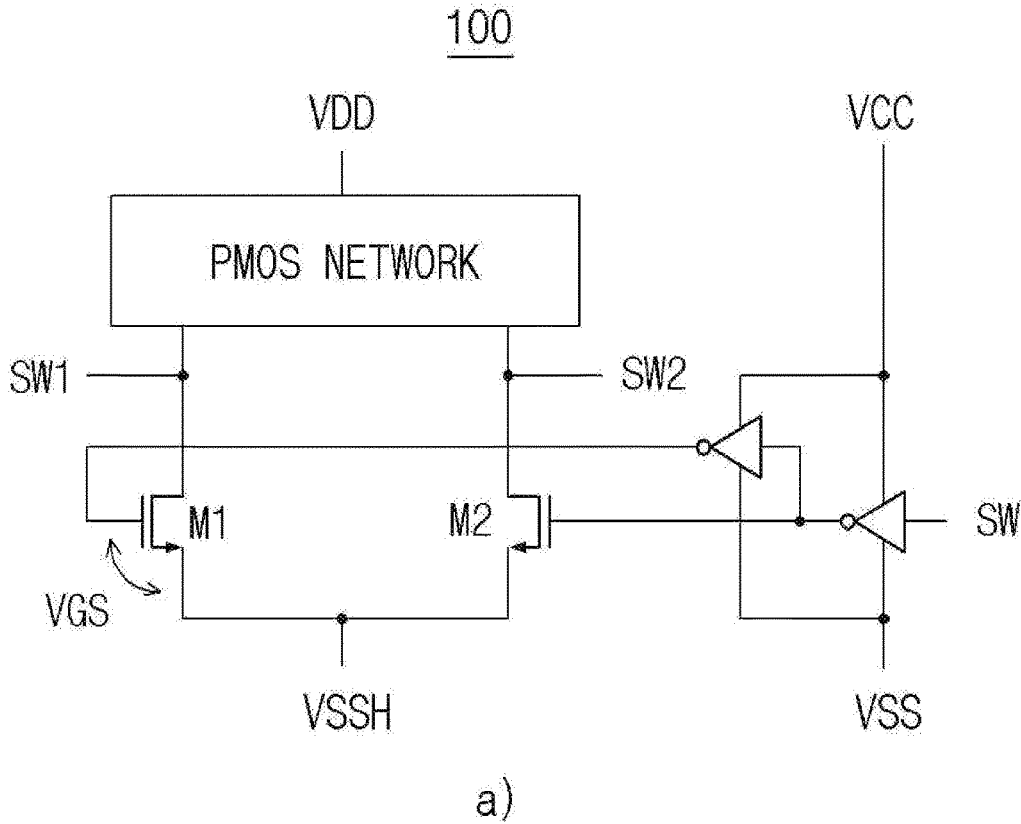 100
VDD
VCC
PMOS NETWORK
SW1
SW2
M1
M2
SW
VGS
VSSH
VSS
a)